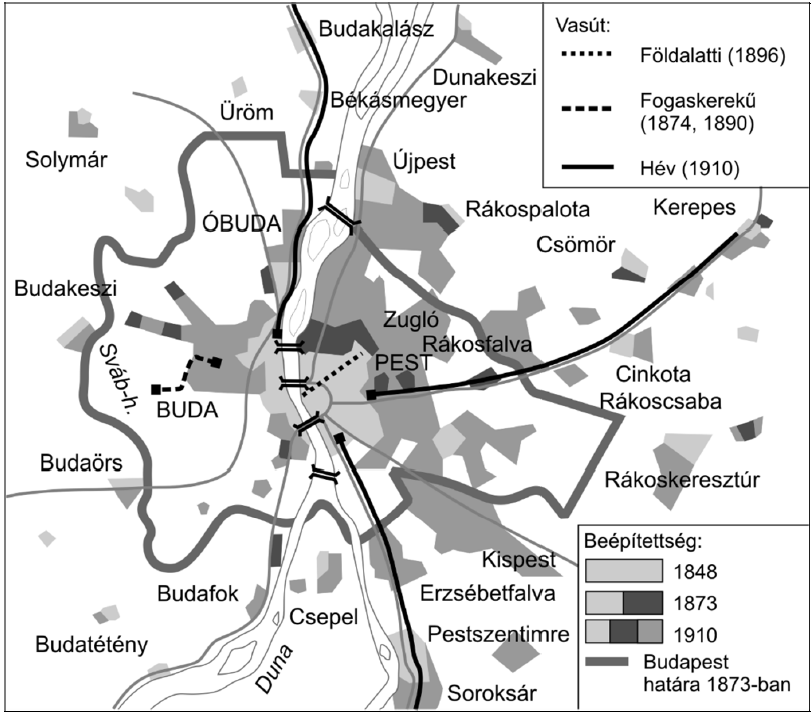 Budakalász
Dunakeszi
Békásmegyer
Üröm
Solymár
Újpest
ÓBUDA
Rákospalota
Kerepes
Csömör
Budakeszi
Zugló
Rákosfalva
PEST
Sváb-h.
BUDA
Cinkota
Rákoscsaba
Budaörs
Rákoskeresztúr
Kispest
Budafok
Erzsébetfalva
Csepel
Budatétény
Pestszentimre
Duna
Soroksár
Vasút:
Földalatti (1896)
Fogaskerekű
(1874, 1890)
Hév (1910)
Beépítettség:
1848
1873
1910
Budapest
határa 1873-ban